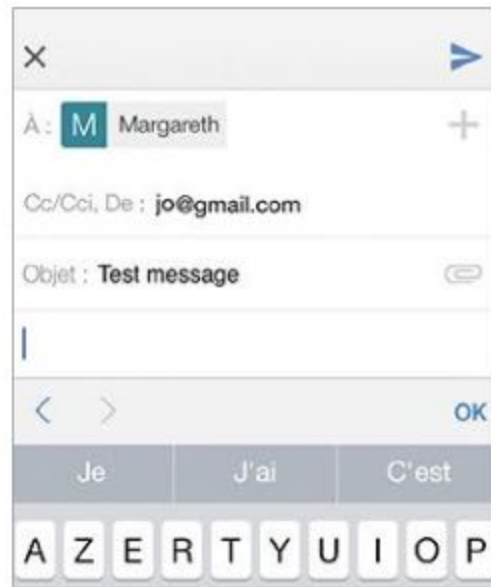 À : M Margareth
Cc/Cci, De : jo@gmail.com
Objet : Test message
OK
Je J'ai C'est
A Z E R T Y U I O P